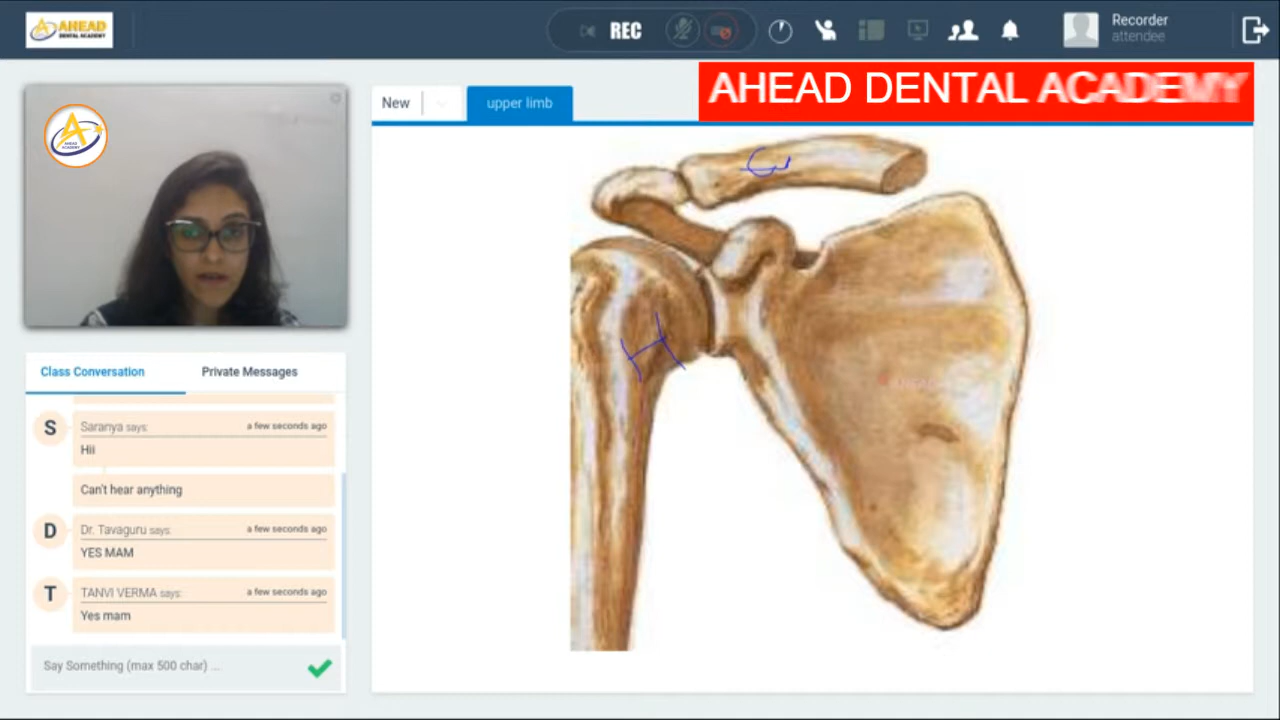 AHEAD
DENTAL ACADEMY
REC
Recorder
attendee
AHEAD DENTAL ACADEMY
New
upper limb
A
AHEAD
ACADEMY
H
Class Conversation
Private Messages
S
Saranya says:
a few seconds ago
Hii
Can't hear anything
D
Dr. Tavaguru says:
a few seconds ago
YES MAM
T
TANVI VERMA says:
a few seconds ago
Yes mam
Say Something (max 500 char) ...